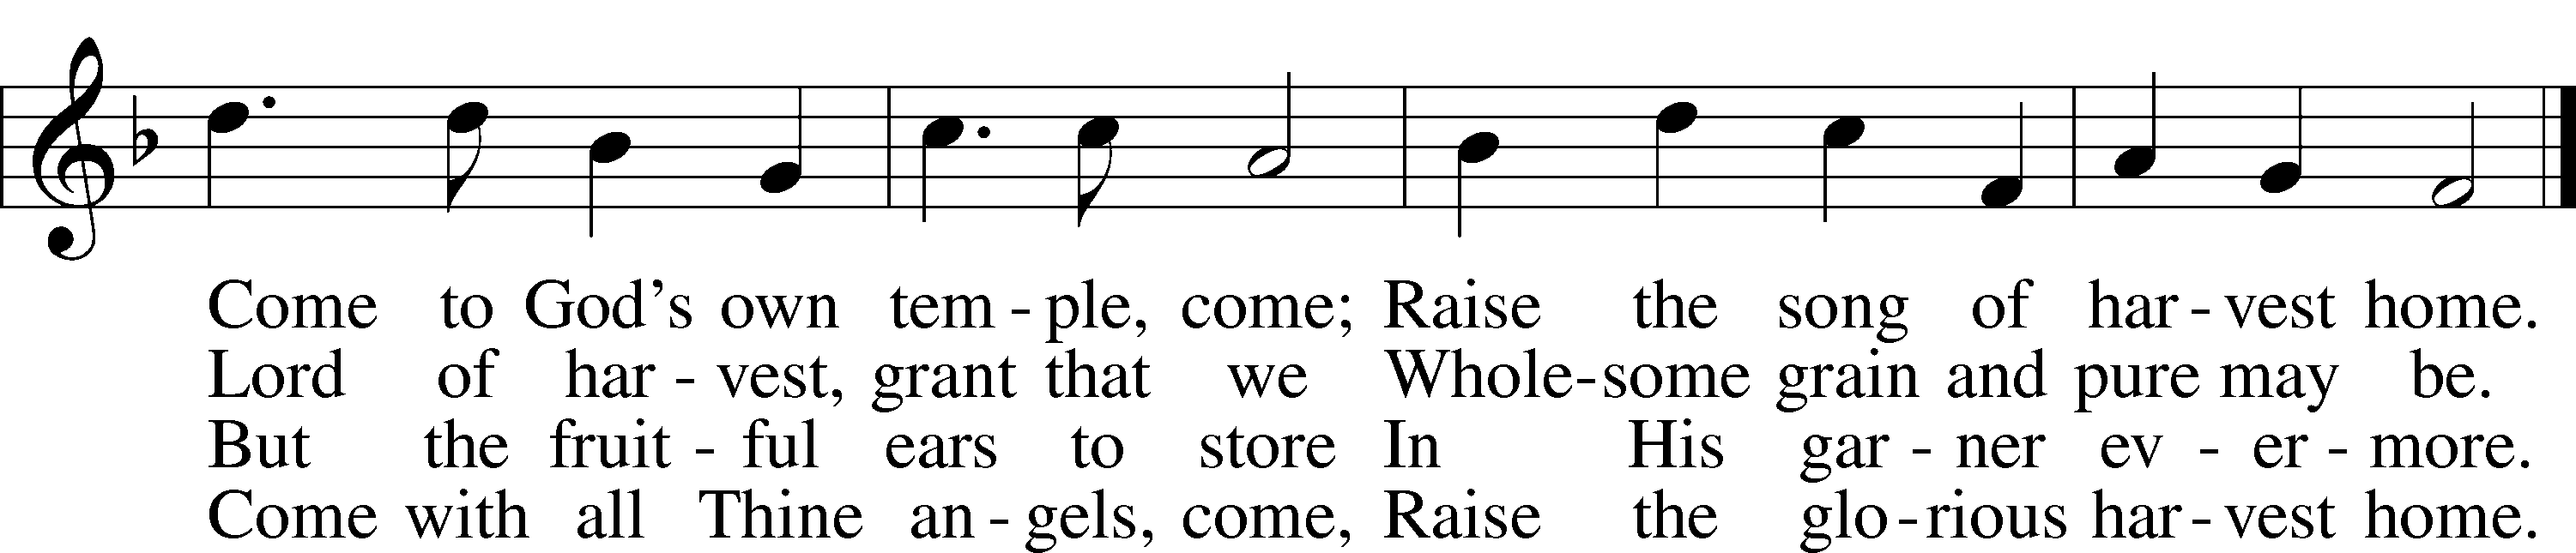 Come to God's own tem - ple, come; Raise the song of har - vest home.
Lord of har - vest, grant that we Whole - some grain and pure may be.
But the fruit - ful ears to store In His gar - ner ev - er - more.
Come with all Thine an - gels, come, Raise the glo - rious har - vest home.